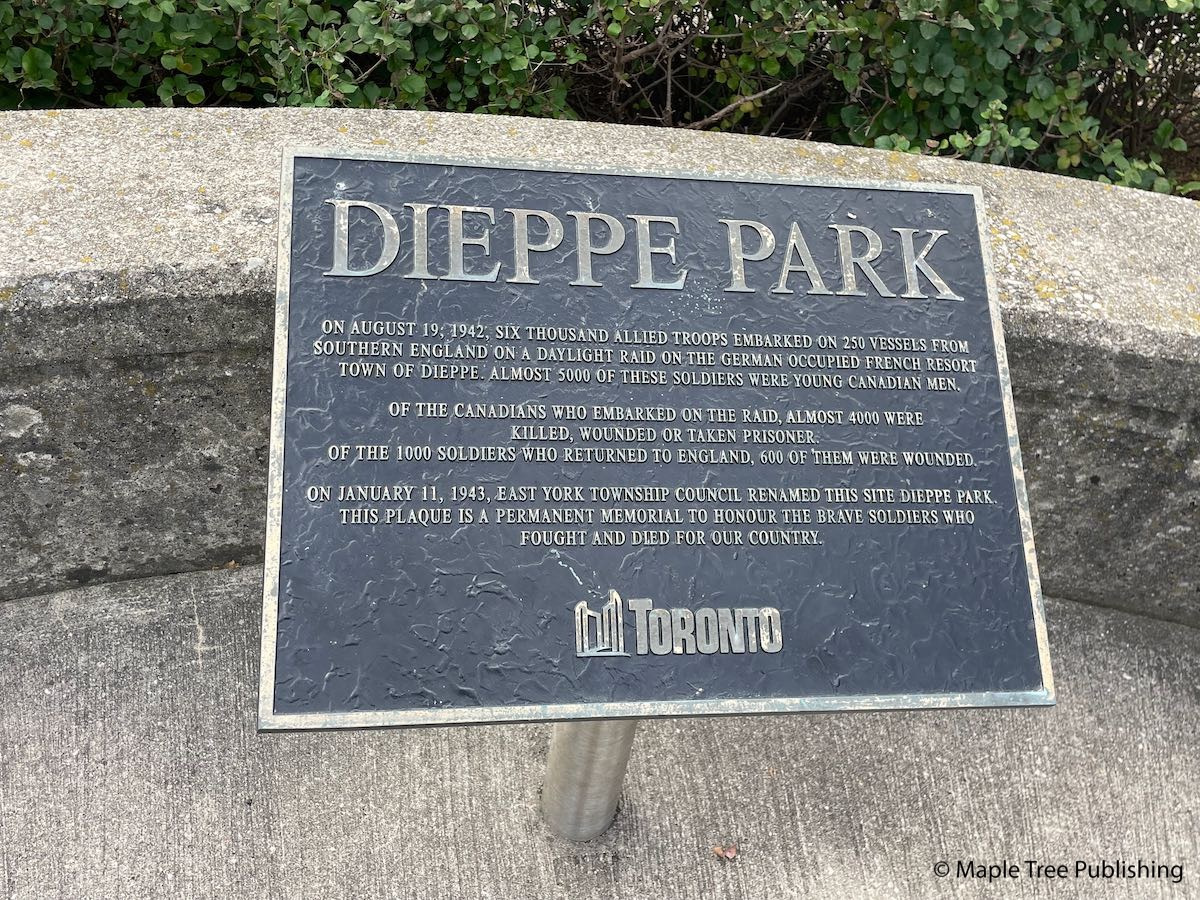 DIEPPE PARK
ON AUGUST 19, 1942, SIX THOUSAND ALLIED TROOPS EMBARKED ON 250 VESSELS FROM
SOUTHERN ENGLAND ON A DAYLIGHT RAID ON THE GERMAN OCCUPIED FRENCH RESORT
TOWN OF DIEPPE. ALMOST 5000 OF THESE SOLDIERS WERE YOUNG CANADIAN MEN.
OF THE CANADIANS WHO EMBARKED ON THE RAID, ALMOST 4000 WERE
KILLED, WOUNDED OR TAKEN PRISONER.
OF THE 1000 SOLDIERS WHO RETURNED TO ENGLAND, 600 OF THEM WERE WOUNDED.
ON JANUARY 11, 1943, EAST YORK TOWNSHIP COUNCIL RENAMED THIS SITE DIEPPE PARK.
THIS PLAQUE IS A PERMANENT MEMORIAL TO HONOUR THE BRAVE SOLDIERS WHO
FOUGHT AND DIED FOR OUR COUNTRY.
TORONTO
© Maple Tree Publishing